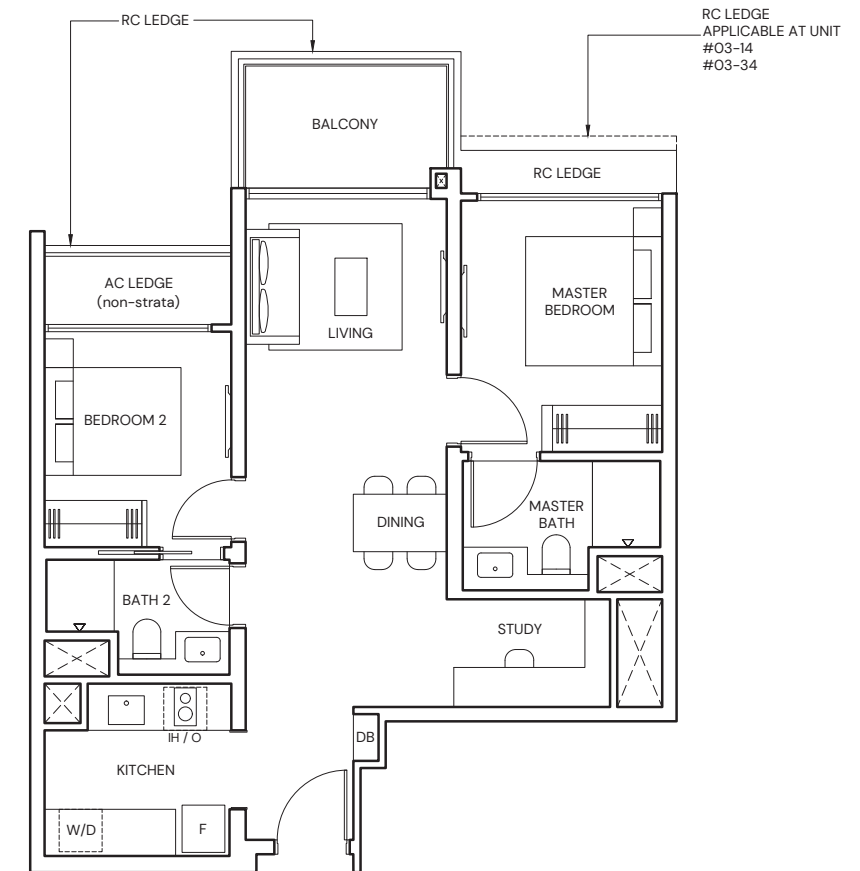 RC LEDGE
RC LEDGE
APPLICABLE AT UNIT
#03-14
#03-34
BALCONY
RC LEDGE
AC LEDGE
(non-strata)
MASTER
BEDROOM
LIVING
BEDROOM 2
DINING
MASTER
BATH
BATH 2
STUDY
IH / O
DB
KITCHEN
W/D
F